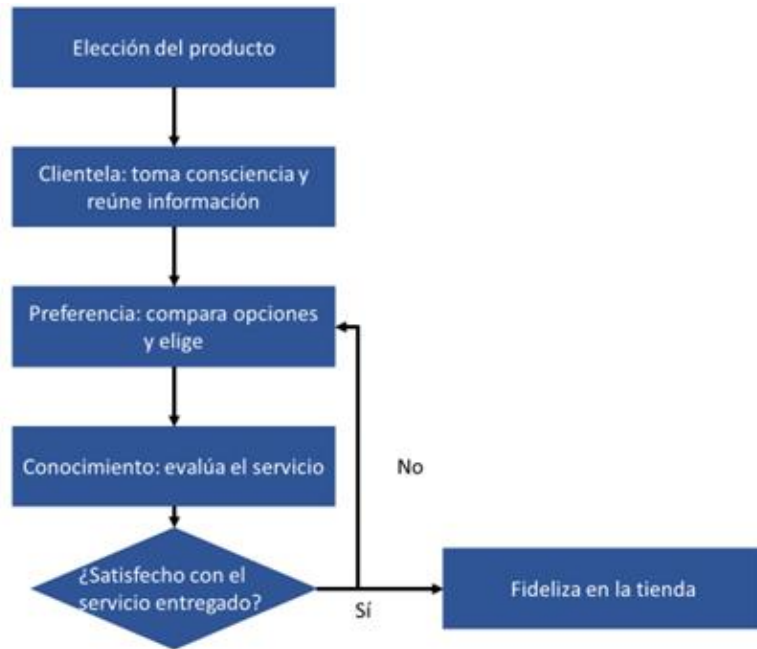 Elección del producto
Clientela: toma consciencia y
reúne información
Preferencia: compara opciones
y elige
Conocimiento: evalúa el servicio
No
¿Satisfecho con el
servicio entregado?
Sí
Fideliza en la tienda